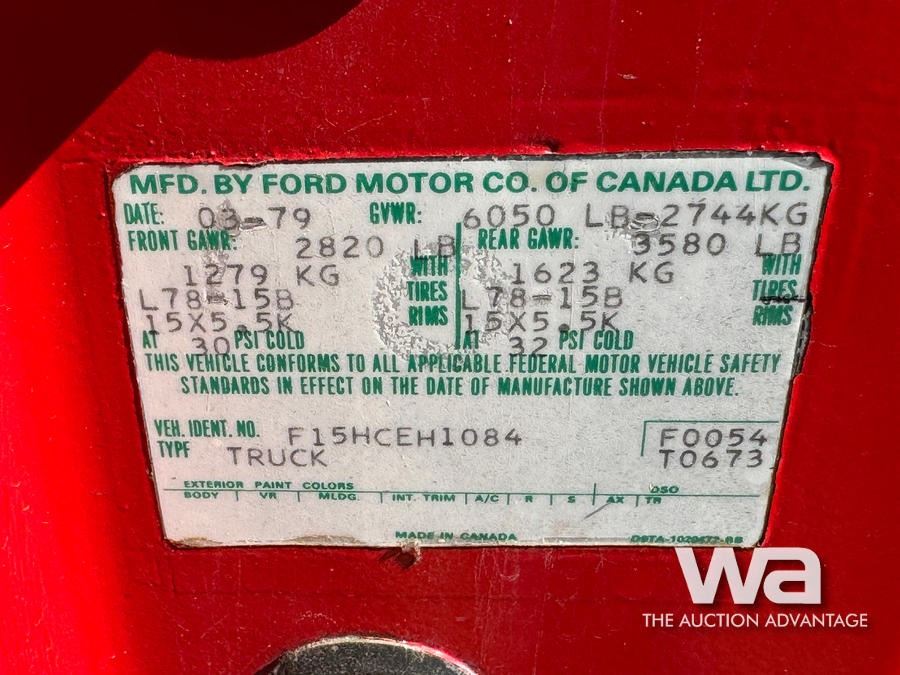 MFD. BY FORD MOTOR CO. OF CANADA LTD.
DATE: 03-79 GVWR: 6050 LB-2744KG
FRONT GAWR: 2820 LB REAR GAWR: 3580 LB
1279 KG WITH 1623 KG WITH
L78-15B TIRES L78-15B TIRES
15X5.5K RIMS 15X5.5K RIMS
AT 30 PSI COLD AT 32 PSI COLD
THIS VEHICLE CONFORMS TO ALL APPLICABLE FEDERAL MOTOR VEHICLE SAFETY
STANDARDS IN EFFECT ON THE DATE OF MANUFACTURE SHOWN ABOVE.
VEH. IDENT. NO. F15HCEH1084 F0054
TYPE TRUCK T0673
EXTERIOR PAINT COLORS DSO
BODY VR MLDG. INT. TRIM A/C R S AX TR
MADE IN CANADA
wa
THE AUCTION ADVANTAGE